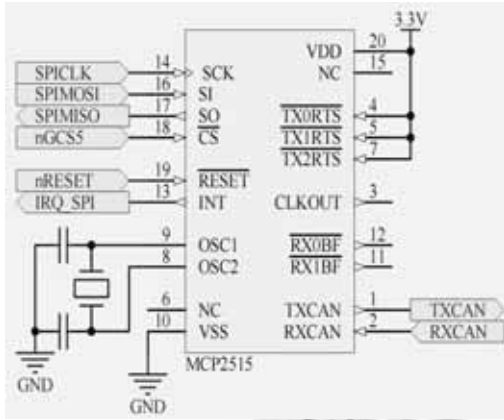 3.3V
SPICLK 14 SCK VDD 20
SPIMOSI 16 SI NC 15
SPIMISO 17 SO TX0RTS 4
nGCS5 18 CS TX1RTS 5
TX2RTS 7
nRESET 19 RESET
IRQ_SPI 13 INT CLKOUT 3
9 OSC1 RX0BF 12
8 OSC2 RX1BF 11
6 NC TXCAN 1 TXCAN
10 VSS RXCAN 2 RXCAN
GND MCP2515
GND